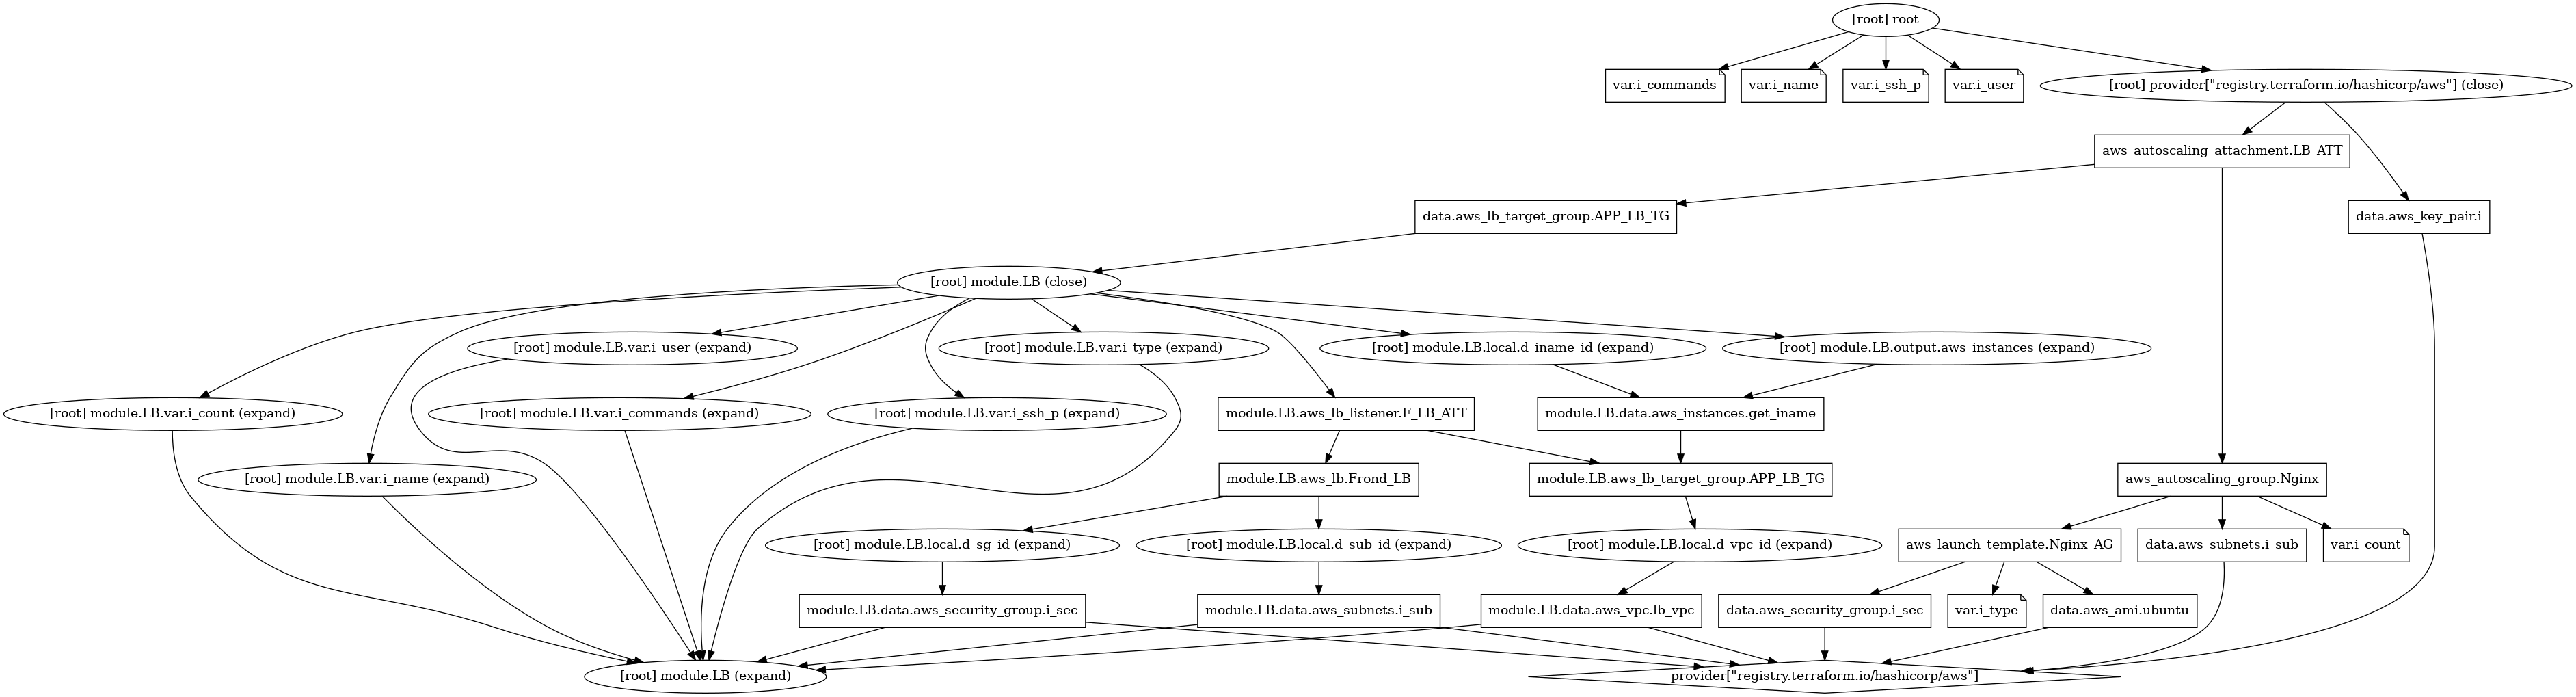 [root] root
var.i_commands
var.i_name
var.i_ssh_p
var.i_user
[root] provider[\"registry.terraform.io/hashicorp/aws\"] (close)
aws_autoscaling_attachment.LB_ATT
data.aws_lb_target_group.APP_LB_TG
data.aws_key_pair.i
[root] module.LB (close)
[root] module.LB.var.i_user (expand)
[root] module.LB.var.i_type (expand)
[root] module.LB.local.d_iname_id (expand)
[root] module.LB.output.aws_instances (expand)
[root] module.LB.var.i_count (expand)
[root] module.LB.var.i_commands (expand)
[root] module.LB.var.i_ssh_p (expand)
module.LB.aws_lb_listener.F_LB_ATT
module.LB.data.aws_instances.get_iname
[root] module.LB.var.i_name (expand)
module.LB.aws_lb.Frond_LB
module.LB.aws_lb_target_group.APP_LB_TG
aws_autoscaling_group.Nginx
[root] module.LB.local.d_sg_id (expand)
[root] module.LB.local.d_sub_id (expand)
[root] module.LB.local.d_vpc_id (expand)
aws_launch_template.Nginx_AG
data.aws_subnets.i_sub
var.i_count
module.LB.data.aws_security_group.i_sec
module.LB.data.aws_subnets.i_sub
module.LB.data.aws_vpc.lb_vpc
data.aws_security_group.i_sec
var.i_type
data.aws_ami.ubuntu
[root] module.LB (expand)
provider[\"registry.terraform.io/hashicorp/aws\"]